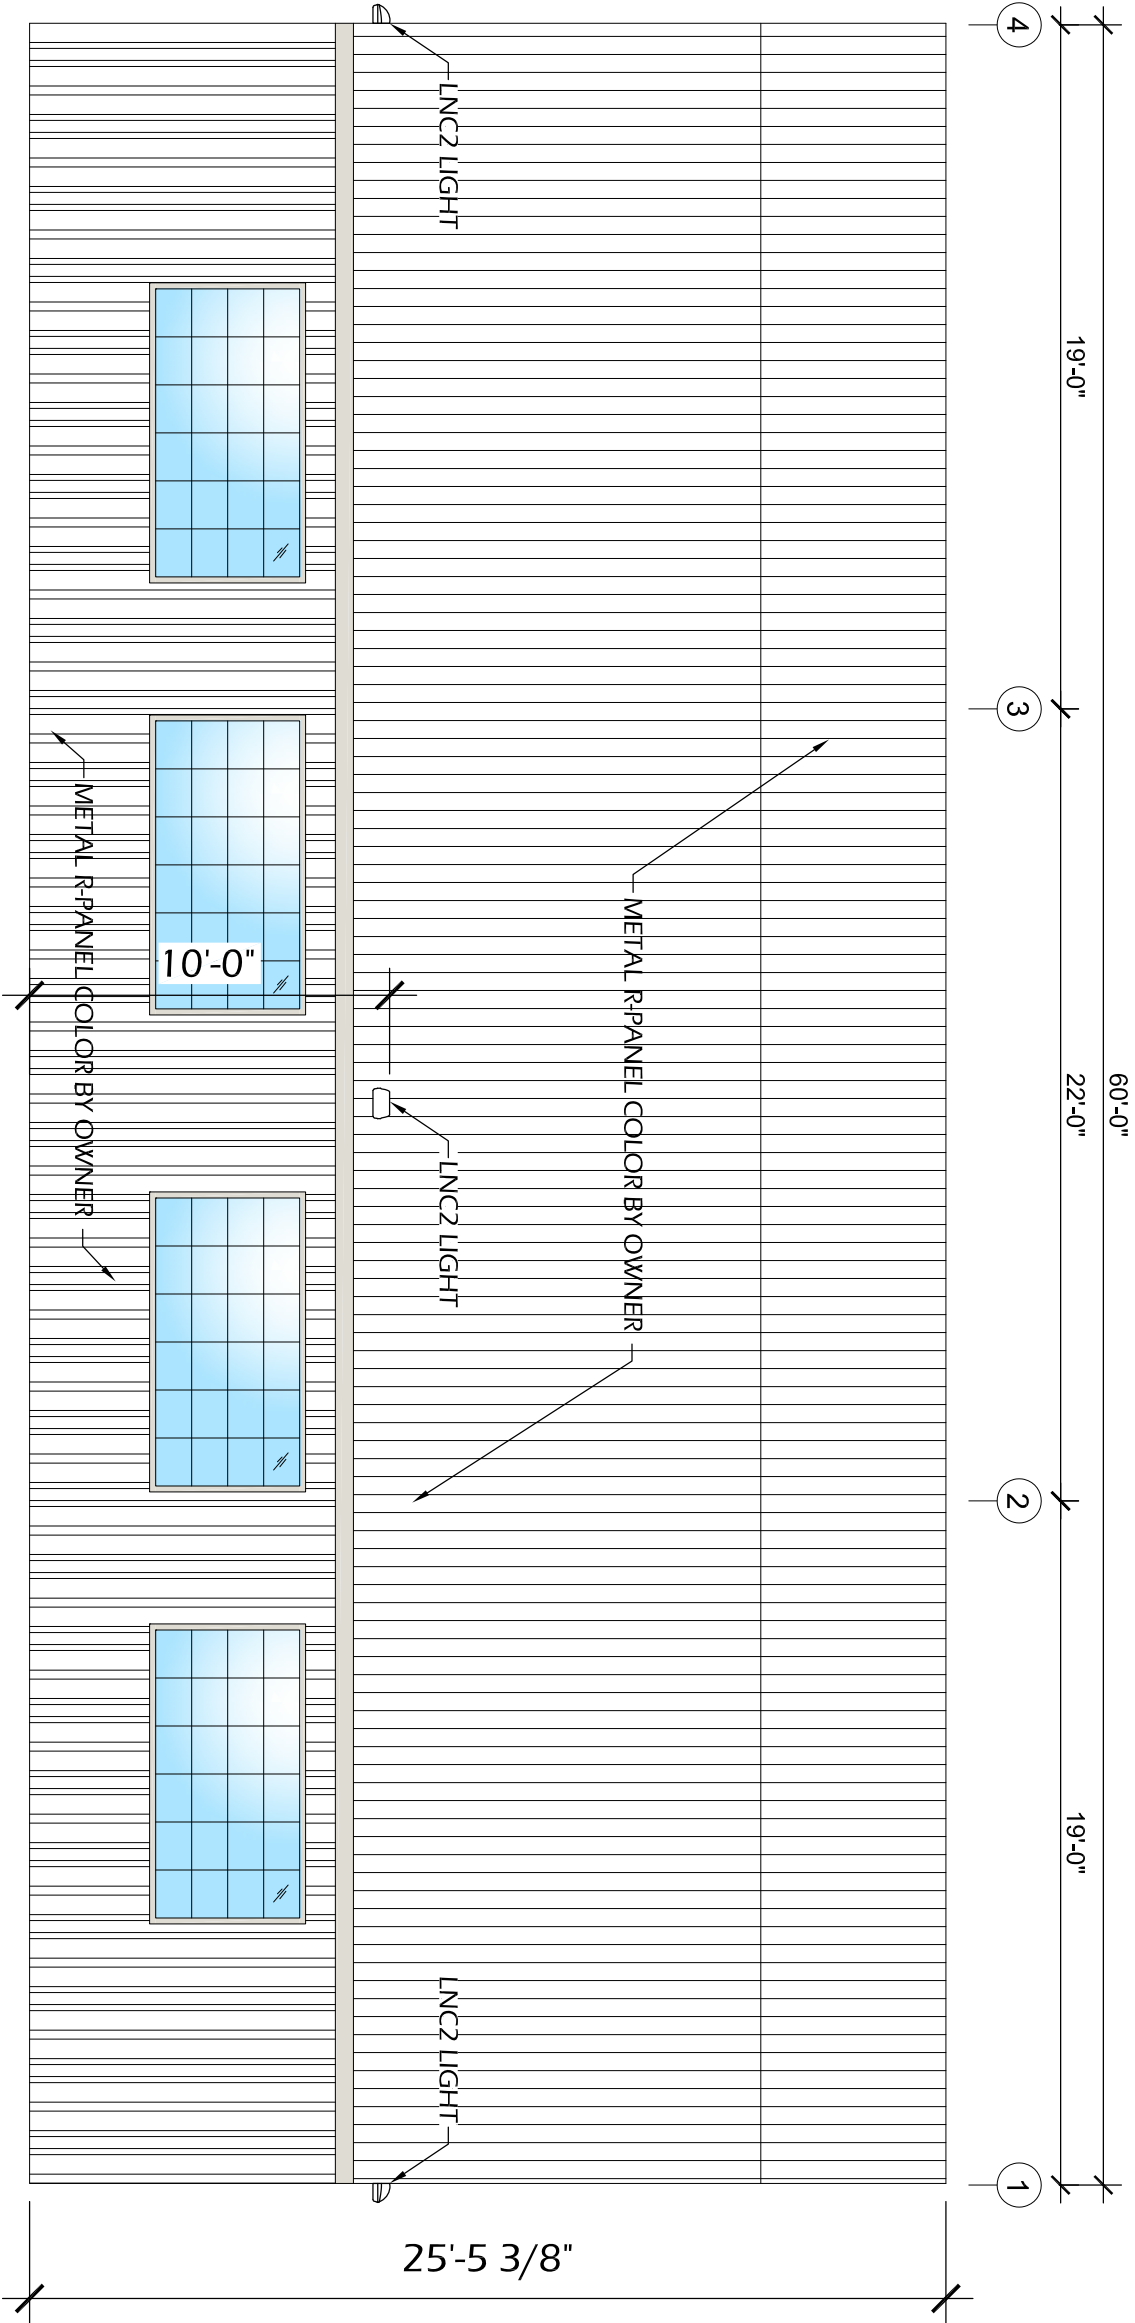 60'-0"
19'-0"
22'-0"
19'-0"
4
3
2
1
METAL R-PANEL COLOR BY OWNER
LNC2 LIGHT
LNC2 LIGHT
LNC2 LIGHT
10'-0"
METAL R-PANEL COLOR BY OWNER
25'-5 3/8"